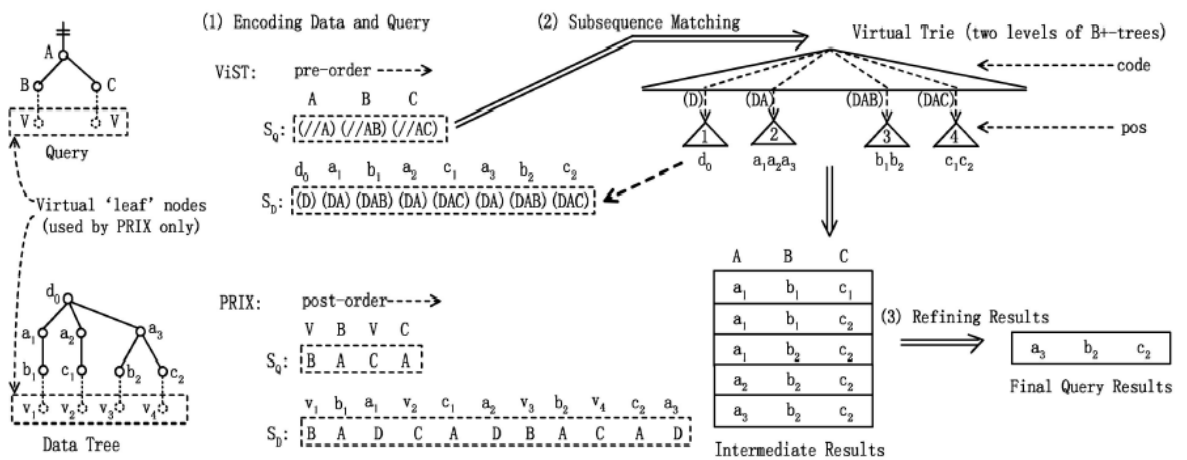 (1) Encoding Data and Query
(2) Subsequence Matching
Virtual Trie (two levels of B+-trees)
A
B C
V V
Query
ViST: pre-order
A B C
S_Q: (//A) (//AB) (//AC)
d₀ a₁ b₁ a₂ c₁ a₃ b₂ c₂
S_D: (D) (DA) (DAB) (DA) (DAC) (DA) (DAB) (DAC)
code
(D) (DA) (DAB) (DAC)
1 2 3 4
pos
d₀ a₁a₂a₃ b₁b₂ c₁c₂
Virtual ‘leaf’ nodes
(used by PRIX only)
d₀
a₁ a₂ a₃
b₁ c₁ b₂ c₂
v₁ v₂ v₃ v₄
Data Tree
PRIX: post-order
V B V C
S_Q: B A C A
v₁ b₁ a₁ v₂ c₁ a₂ v₃ b₂ v₄ c₂ a₃
S_D: B A D C A D B A C A D
A B C
a₁ b₁ c₁
a₁ b₁ c₂
a₁ b₂ c₂
a₂ b₂ c₂
a₃ b₂ c₂
Intermediate Results
(3) Refining Results
a₃ b₂ c₂
Final Query Results